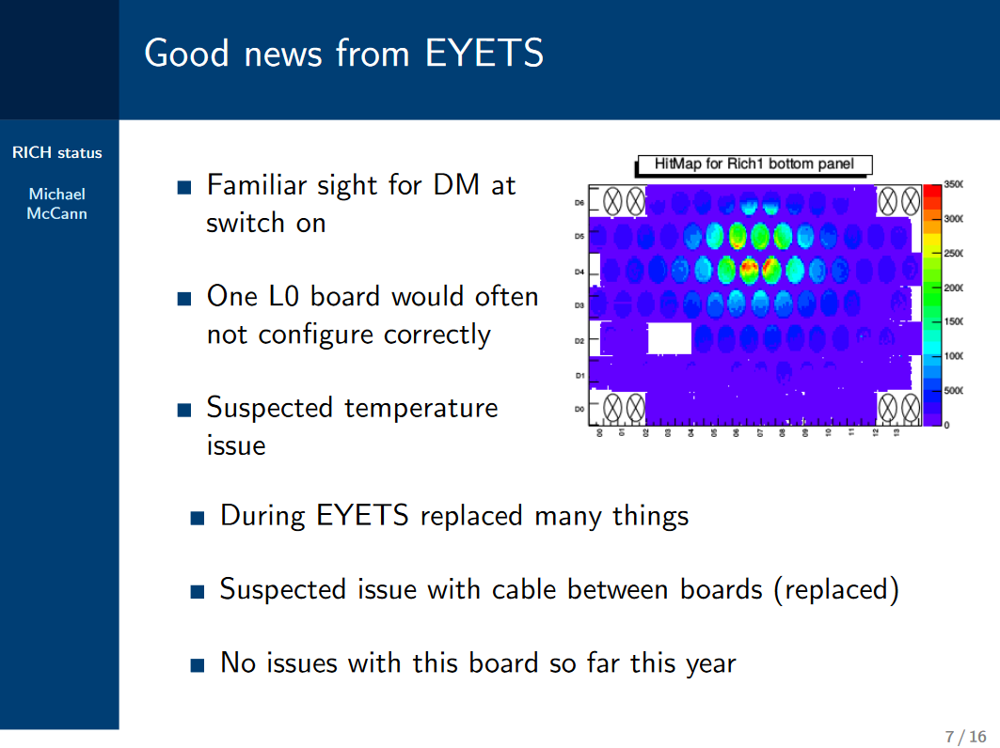 Good news from EYETS
RICH status
Michael
McCann
Familiar sight for DM at
switch on
One L0 board would often
not configure correctly
Suspected temperature
issue
HitMap for Rich1 bottom panel
D6
D5
D4
D3
D2
D1
D0
00 01 02 03 04 05 06 07 08 09 10 11 12 13
3500
3000
2500
2000
1500
1000
5000
0
During EYETS replaced many things
Suspected issue with cable between boards (replaced)
No issues with this board so far this year
7 / 16